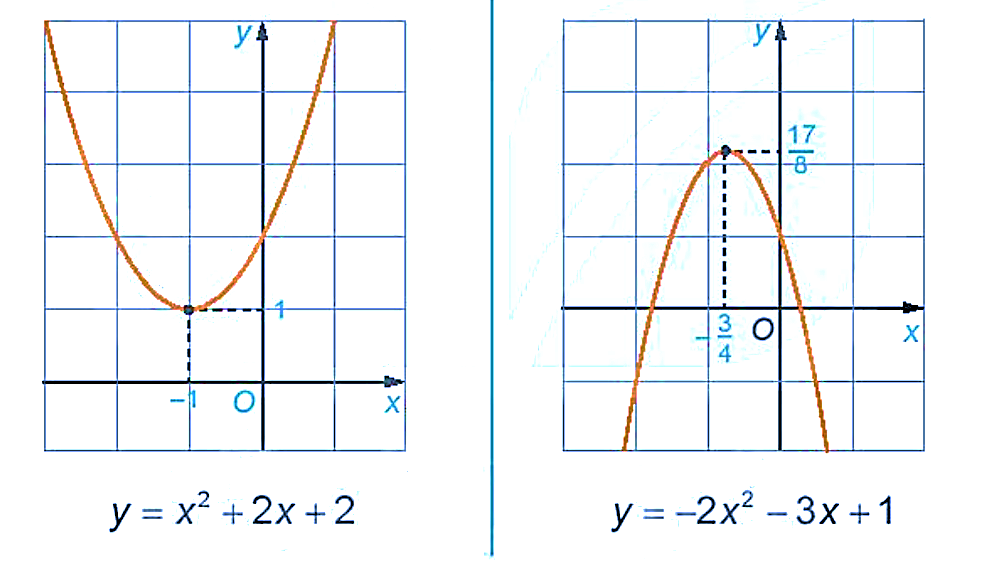 y
1
-1
O
x
y = x² + 2x + 2
y
17/8
-3/4
O
x
y = -2x² - 3x + 1